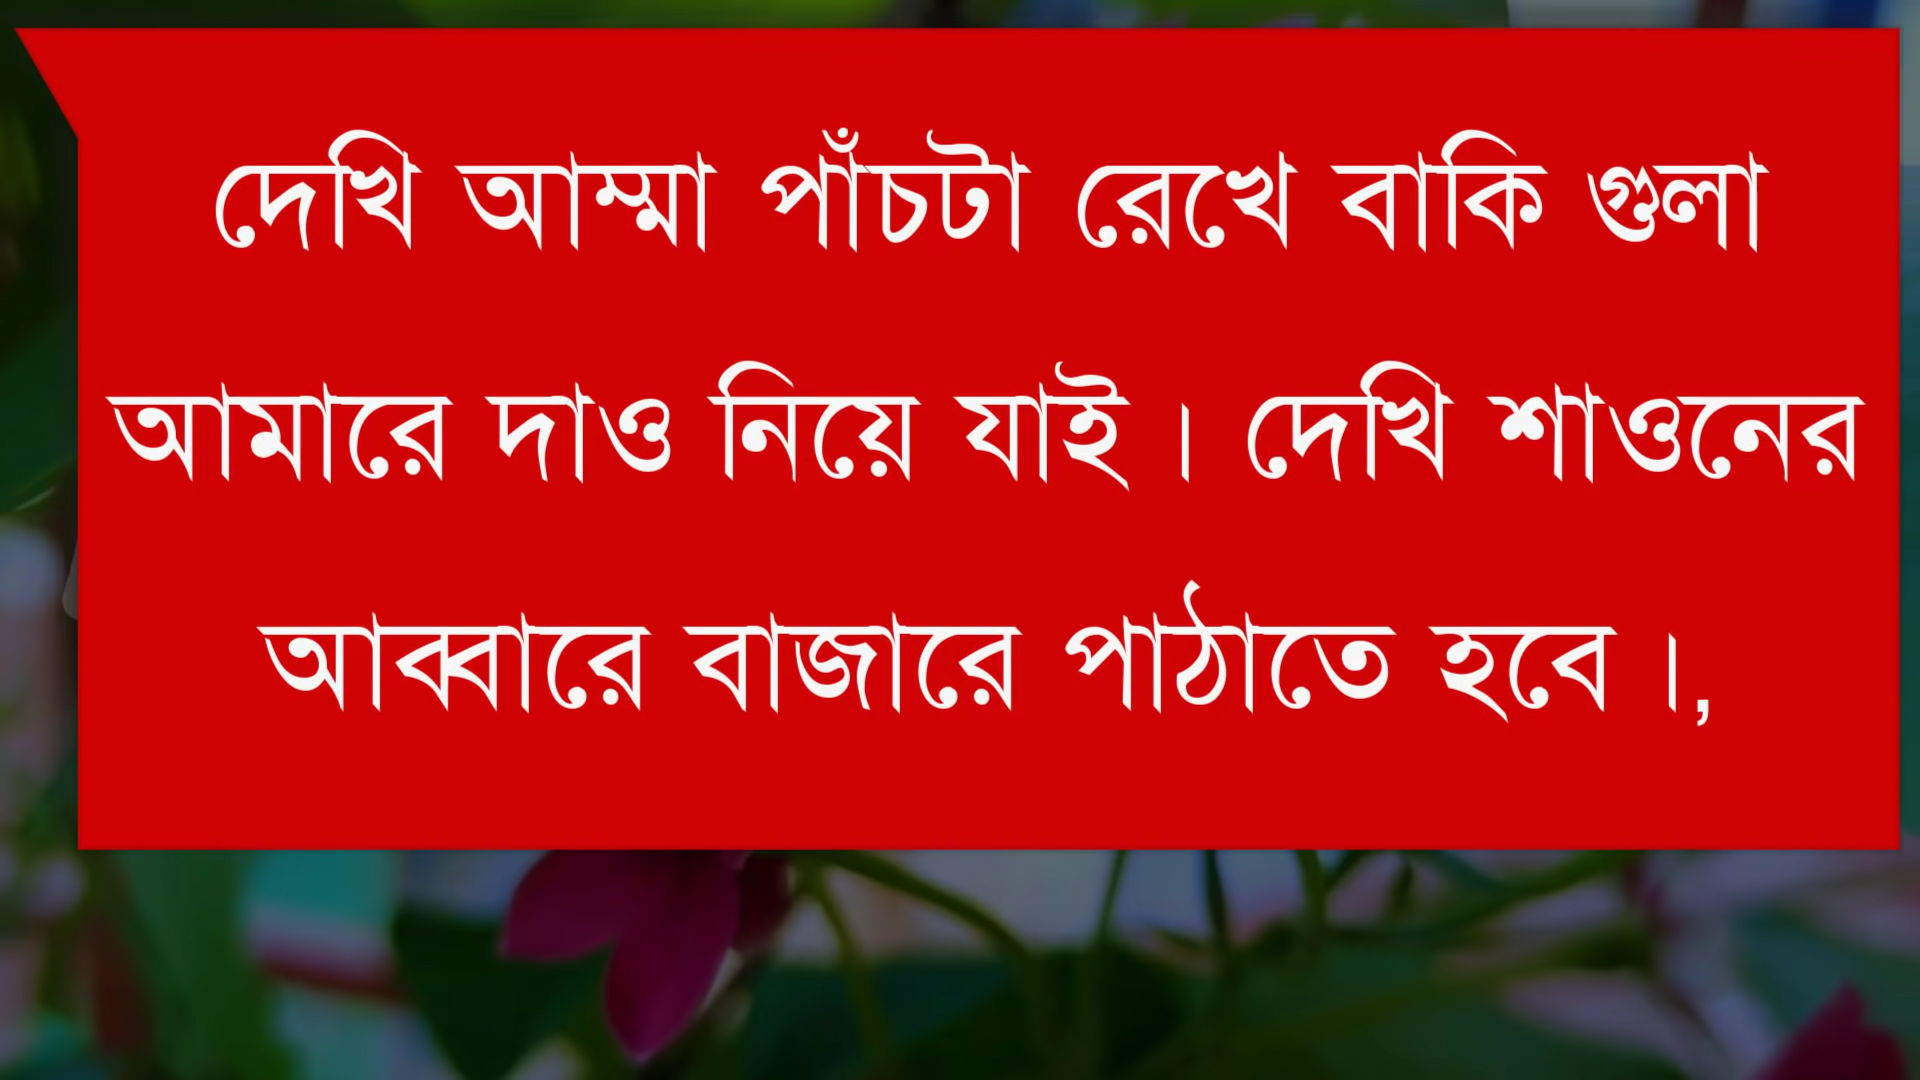 দেখি আম্মা পাঁচটা রেখে বাকি গুলা
আমারে দাও নিয়ে যাই । দেখি শাওনের
আব্বারে বাজারে পাঠাতে হবে ।,